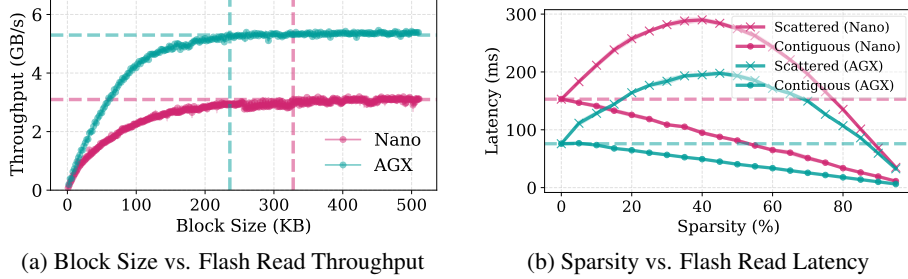 Throughput (GB/s)
6
4
2
0
0
100
200
300
400
500
Block Size (KB)
Nano
AGX
(a) Block Size vs. Flash Read Throughput
Latency (ms)
300
200
100
0
0
20
40
60
80
Sparsity (%)
Scattered (Nano)
Contiguous (Nano)
Scattered (AGX)
Contiguous (AGX)
(b) Sparsity vs. Flash Read Latency